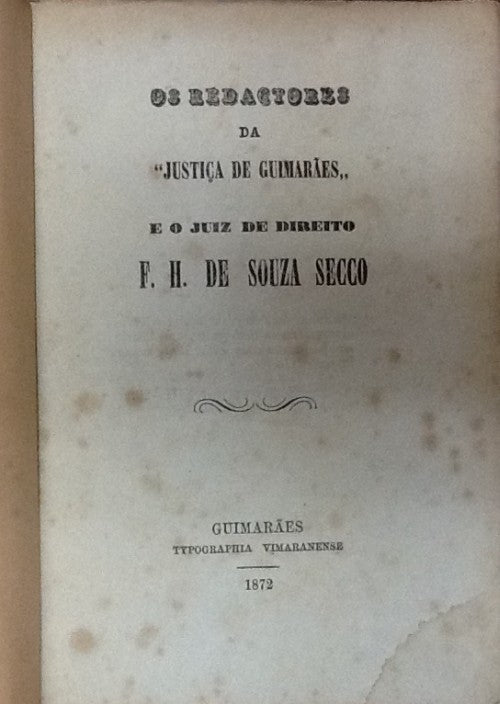 OS REDACTORES
DA
"JUSTIÇA DE GUIMARÃES,,
E O JUIZ DE DIREITO
F. H. DE SOUZA SECCO
GUIMARÃES
TYPOGRAPHIA VIMARANENSE
1872